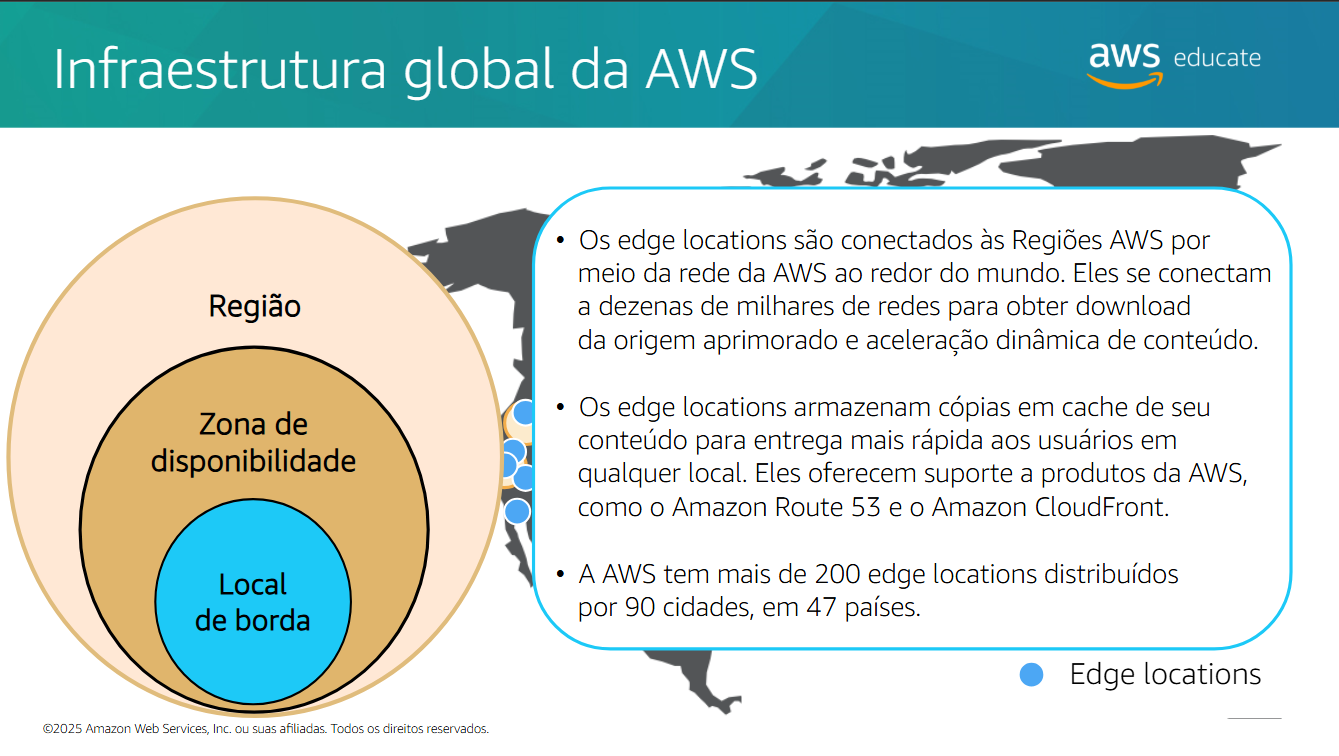 Infraestrutura global da AWS
aws educate
Região
Zona de
disponibilidade
Local
de borda
• Os edge locations são conectados às Regiões AWS por
meio da rede da AWS ao redor do mundo. Eles se conectam
a dezenas de milhares de redes para obter download
da origem aprimorado e aceleração dinâmica de conteúdo.
• Os edge locations armazenam cópias em cache de seu
conteúdo para entrega mais rápida aos usuários em
qualquer local. Eles oferecem suporte a produtos da AWS,
como o Amazon Route 53 e o Amazon CloudFront.
• A AWS tem mais de 200 edge locations distribuídos
por 90 cidades, em 47 países.
Edge locations
©2025 Amazon Web Services, Inc. ou suas afiliadas. Todos os direitos reservados.